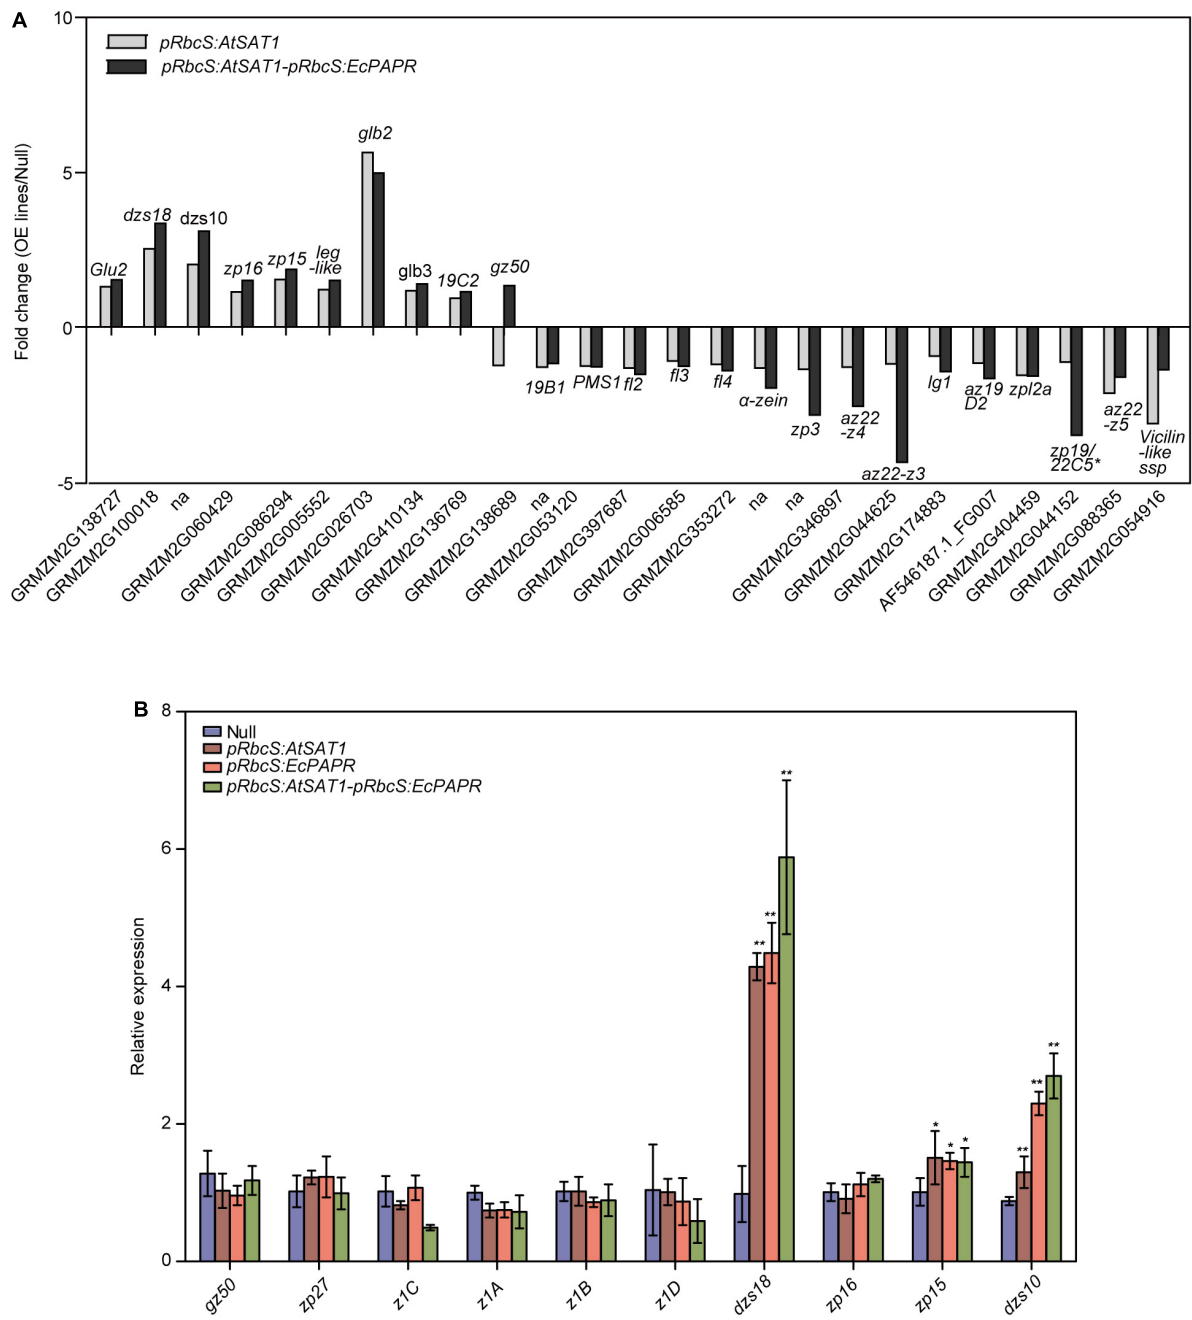 A
10
5
0
-5
Fold change (OE lines/Null)
pRbcS:AtSAT1
pRbcS:AtSAT1-pRbcS:EcPAPR
Glu2
dzs18
dzs10
zp16
zp15
leg
-like
glb2
glb3
19C2
gz50
19B1
PMS1
fl2
fl3
fl4
α-zein
zp3
az22
-z4
az22-z3
lg1
az19
D2
zpl2a
zp19/
22C5*
az22
-z5
Vicilin
-like
ssp
GRMZM2G138727
GRMZM2G100018
na
GRMZM2G060429
GRMZM2G086294
GRMZM2G005552
GRMZM2G026703
GRMZM2G410134
GRMZM2G136769
GRMZM2G138689
na
GRMZM2G053120
GRMZM2G397687
GRMZM2G006585
GRMZM2G353272
na
na
GRMZM2G346897
GRMZM2G044625
GRMZM2G174883
AF546187.1_FG007
GRMZM2G404459
GRMZM2G044152
GRMZM2G088365
GRMZM2G054916
B
8
6
4
2
0
Relative expression
Null
pRbcS:AtSAT1
pRbcS:EcPAPR
pRbcS:AtSAT1-pRbcS:EcPAPR
**
**
**
*
*
*
**
**
**
gz50
zp27
z1C
z1A
z1B
z1D
dzs18
zp16
zp15
dzs10